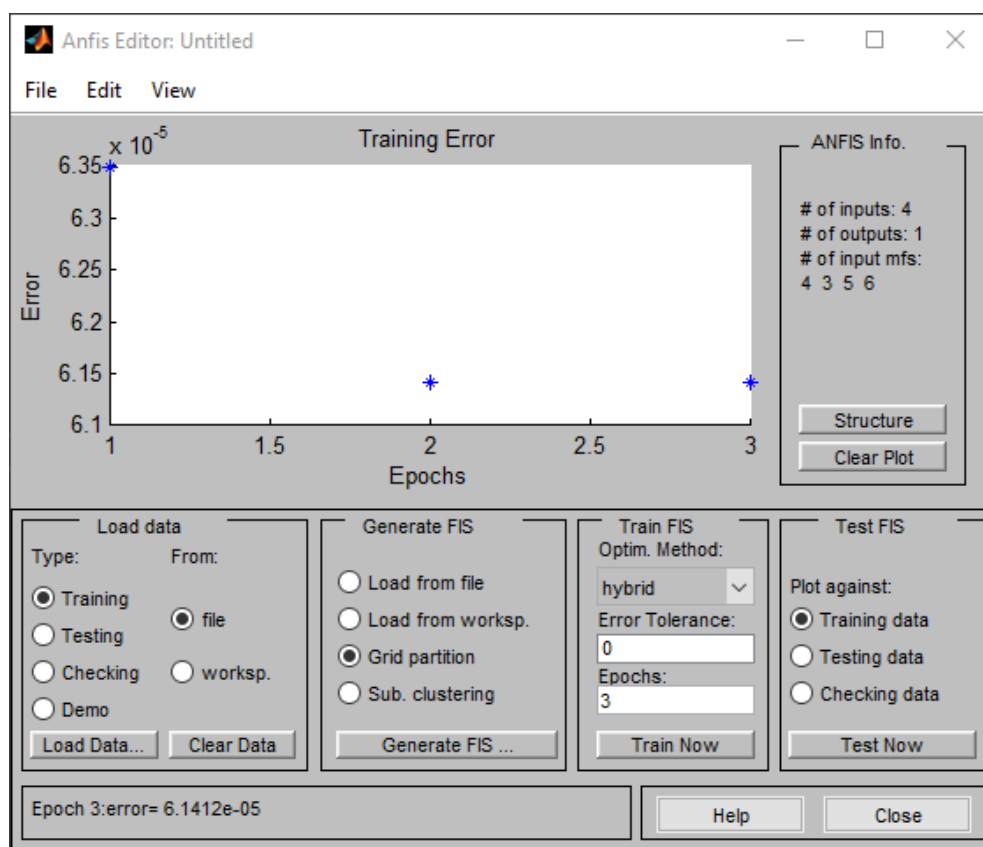 Anfis Editor: Untitled
File Edit View
x 10^-5
Training Error
6.35
6.3
6.25
6.2
6.15
6.1
Error
1 1.5 2 2.5 3
Epochs
ANFIS Info.
# of inputs: 4
# of outputs: 1
# of input mfs:
4 3 5 6
Structure
Clear Plot
Load data
Type: From:
Training
Testing
Checking
Demo
file
worksp.
Load Data... Clear Data
Generate FIS
Load from file
Load from worksp.
Grid partition
Sub. clustering
Generate FIS ...
Train FIS
Optim. Method:
hybrid
Error Tolerance:
0
Epochs:
3
Train Now
Test FIS
Plot against:
Training data
Testing data
Checking data
Test Now
Epoch 3:error= 6.1412e-05
Help Close